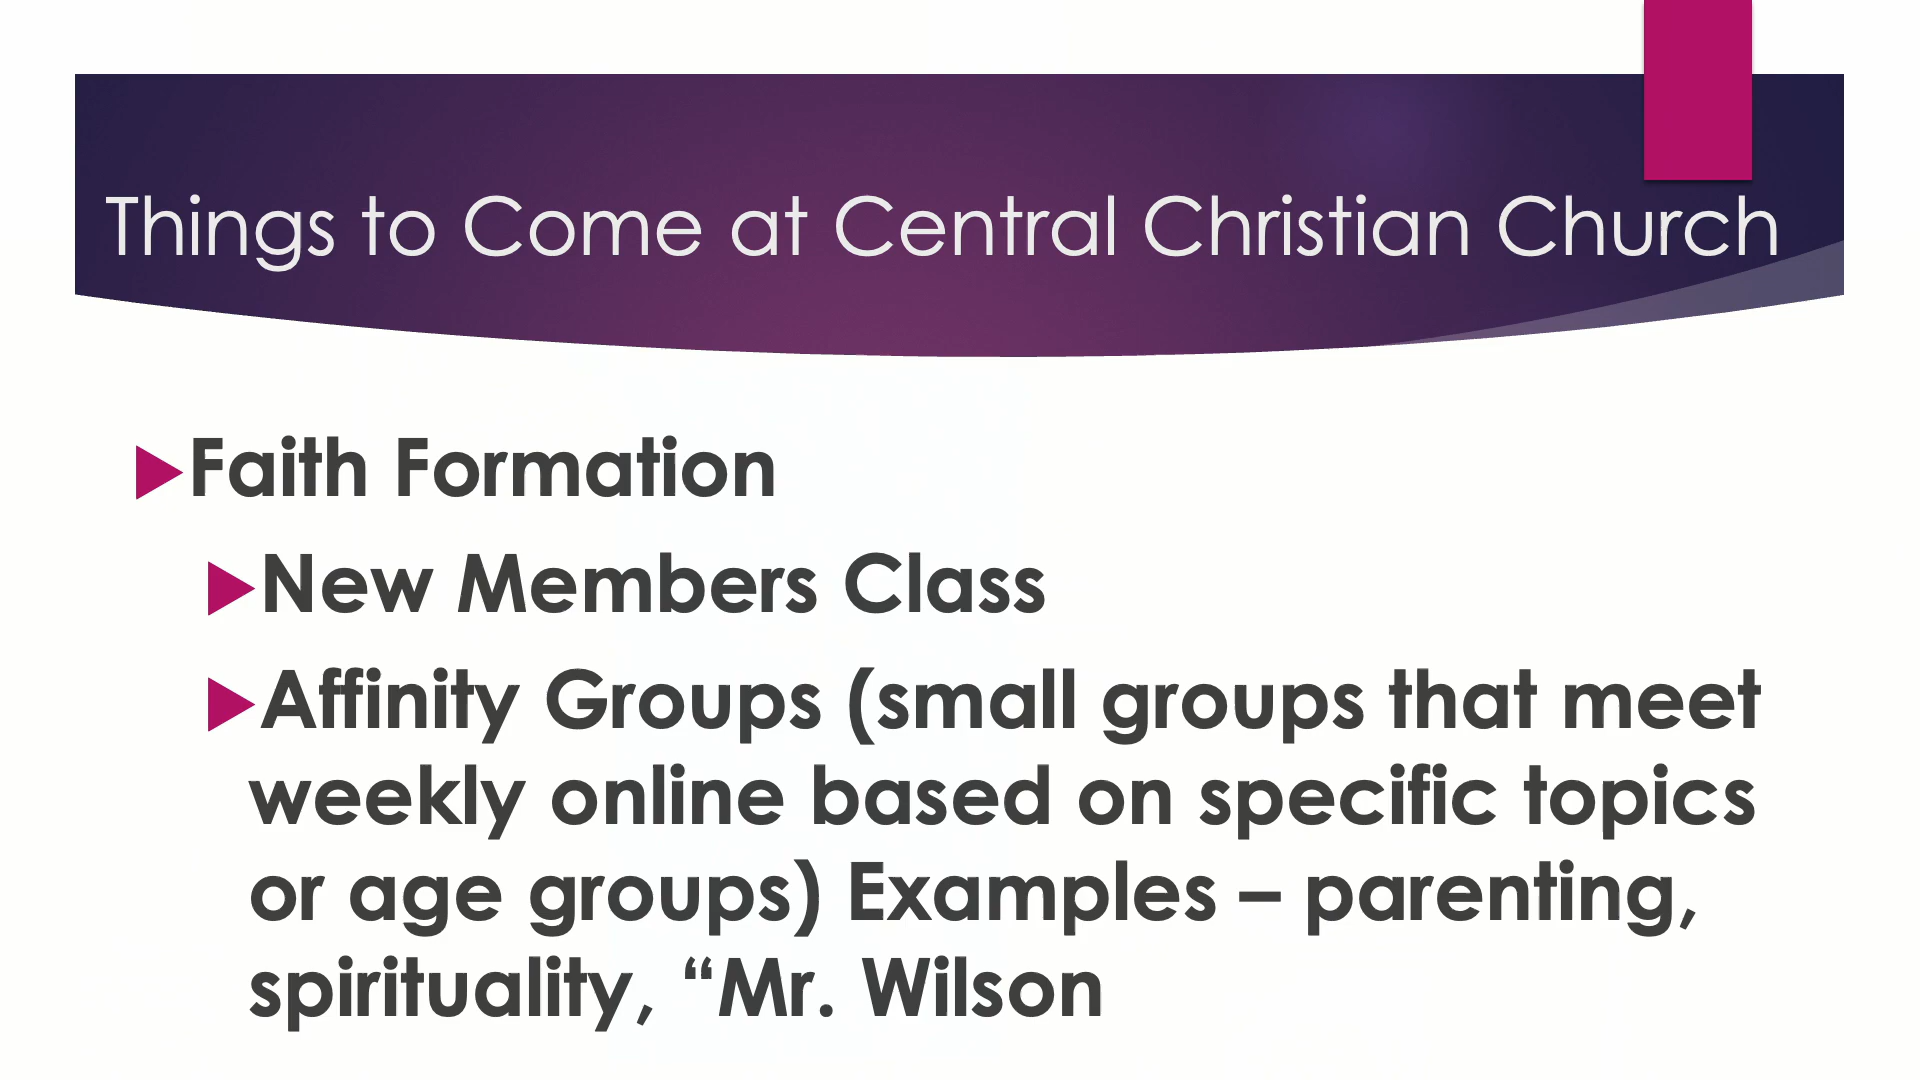 Things to Come at Central Christian Church
Faith Formation
New Members Class
Affinity Groups (small groups that meet
weekly online based on specific topics
or age groups) Examples – parenting,
spirituality, “Mr. Wilson